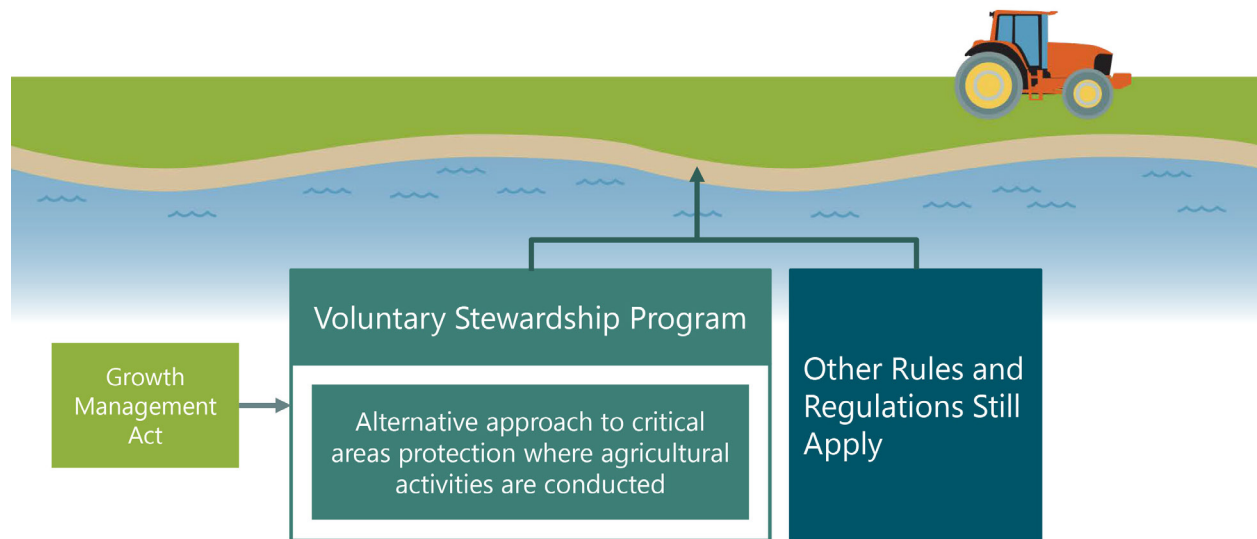 Voluntary Stewardship Program
Growth
Management
Act
Alternative approach to critical
areas protection where agricultural
activities are conducted
Other Rules and
Regulations Still
Apply